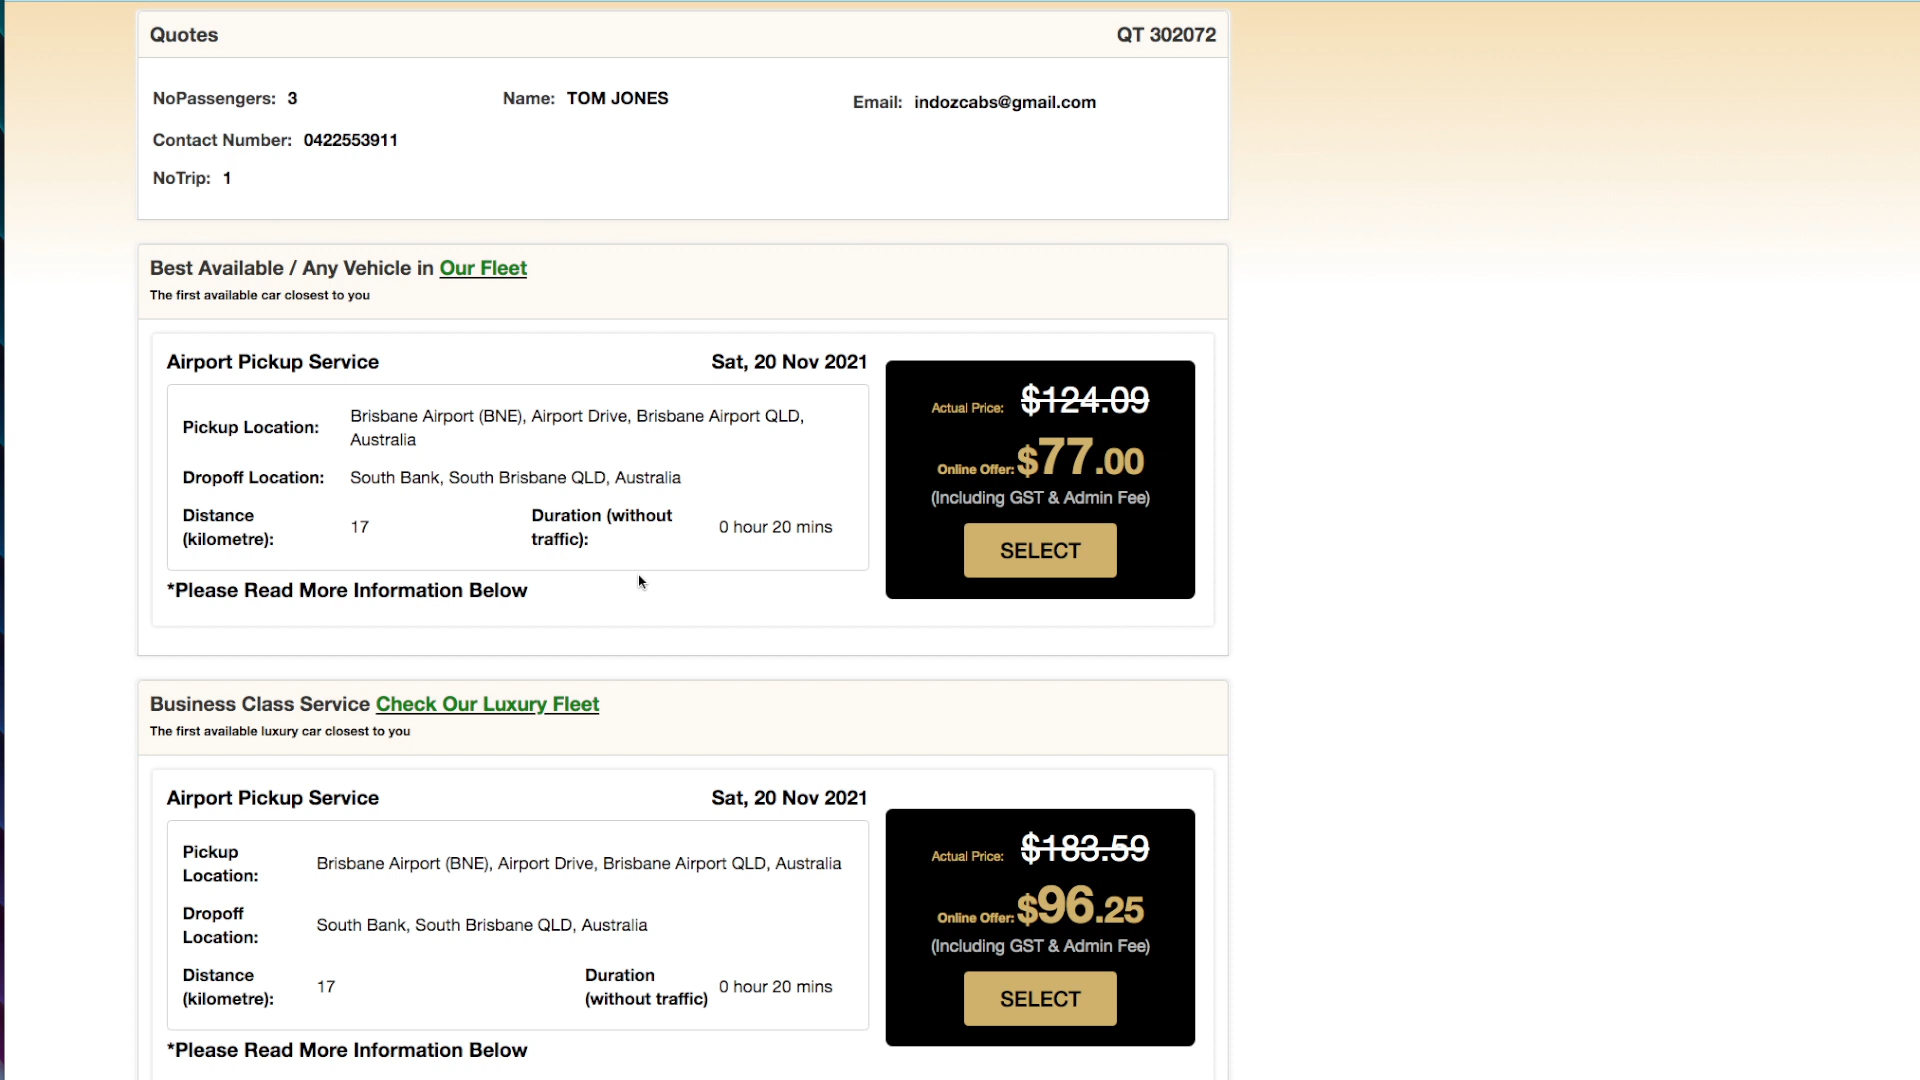 Quotes QT 302072
NoPassengers: 3 Name: TOM JONES Email: indozcabs@gmail.com
Contact Number: 0422553911
NoTrip: 1
Best Available / Any Vehicle in Our Fleet
The first available car closest to you
Airport Pickup Service Sat, 20 Nov 2021
Pickup Location: Brisbane Airport (BNE), Airport Drive, Brisbane Airport QLD,
Australia
Dropoff Location: South Bank, South Brisbane QLD, Australia
Distance
(kilometre): 17 Duration (without
traffic): 0 hour 20 mins
*Please Read More Information Below
Actual Price: $124.09
Online Offer: $77.00
(Including GST & Admin Fee)
SELECT
Business Class Service Check Our Luxury Fleet
The first available luxury car closest to you
Airport Pickup Service Sat, 20 Nov 2021
Pickup
Location: Brisbane Airport (BNE), Airport Drive, Brisbane Airport QLD, Australia
Dropoff
Location: South Bank, South Brisbane QLD, Australia
Distance
(kilometre): 17 Duration
(without traffic) 0 hour 20 mins
*Please Read More Information Below
Actual Price: $183.59
Online Offer: $96.25
(Including GST & Admin Fee)
SELECT